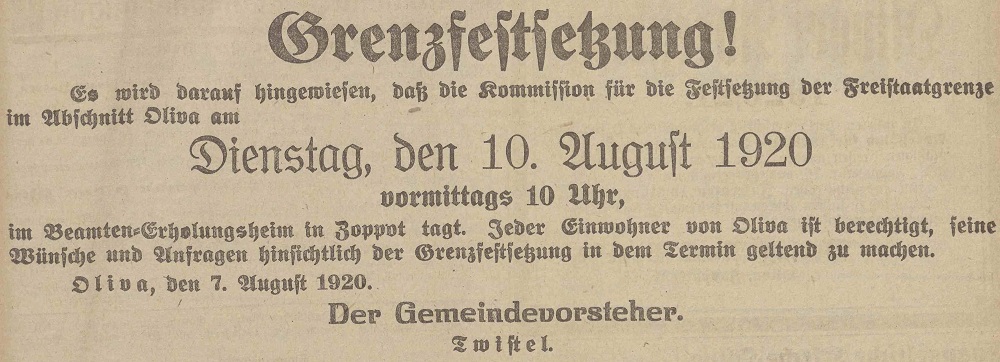 Grenzfestsetzung!
Es wird darauf hingewiesen, daß die Kommission für die Festsetzung der Freistaatgrenze
im Abschnitt Oliva am
Dienstag, den 10. August 1920
vormittags 10 Uhr,
im Beamten-Erholungsheim in Zoppot tagt. Jeder Einwohner von Oliva ist berechtigt, seine
Wünsche und Anfragen hinsichtlich der Grenzfestsetzung in dem Termin geltend zu machen.
Oliva, den 7. August 1920.
Der Gemeindevorsteher.
Twistel.